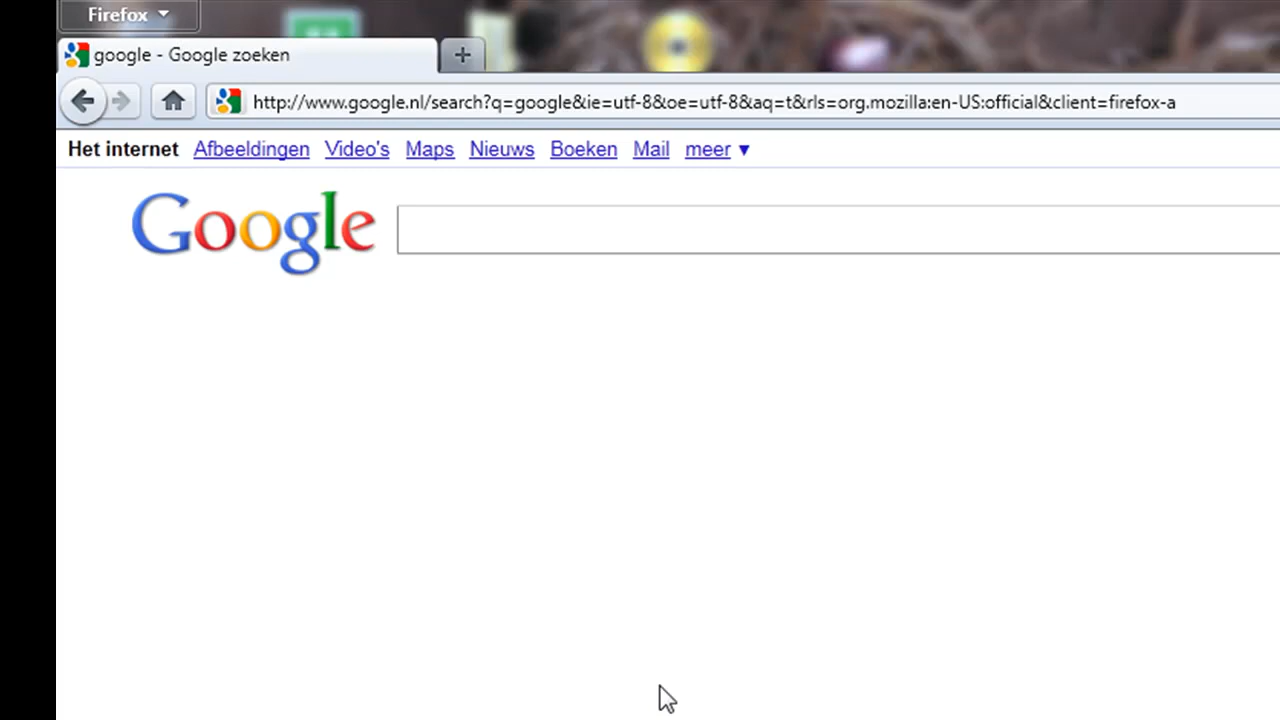 Firefox
google - Google zoeken
http://www.google.nl/search?q=google&ie=utf-8&oe=utf-8&aq=t&rls=org.mozilla:en-US:official&client=firefox-a
Het internet Afbeeldingen Video's Maps Nieuws Boeken Mail meer ▼
Google